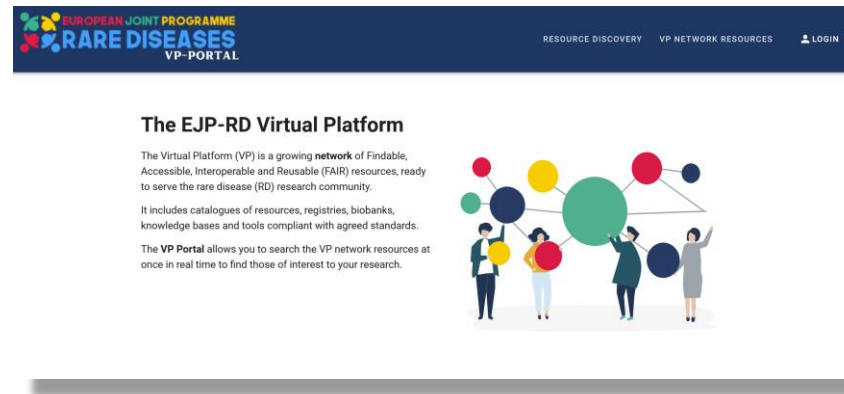 EUROPEAN JOINT PROGRAMME
RARE DISEASES
VP-PORTAL
RESOURCE DISCOVERY VP NETWORK RESOURCES LOGIN
The EJP-RD Virtual Platform
The Virtual Platform (VP) is a growing network of Findable,
Accessible, Interoperable and Reusable (FAIR) resources, ready
to serve the rare disease (RD) research community.
It includes catalogues of resources, registries, biobanks,
knowledge bases and tools compliant with agreed standards.
The VP Portal allows you to search the VP network resources at
once in real time to find those of interest to your research.